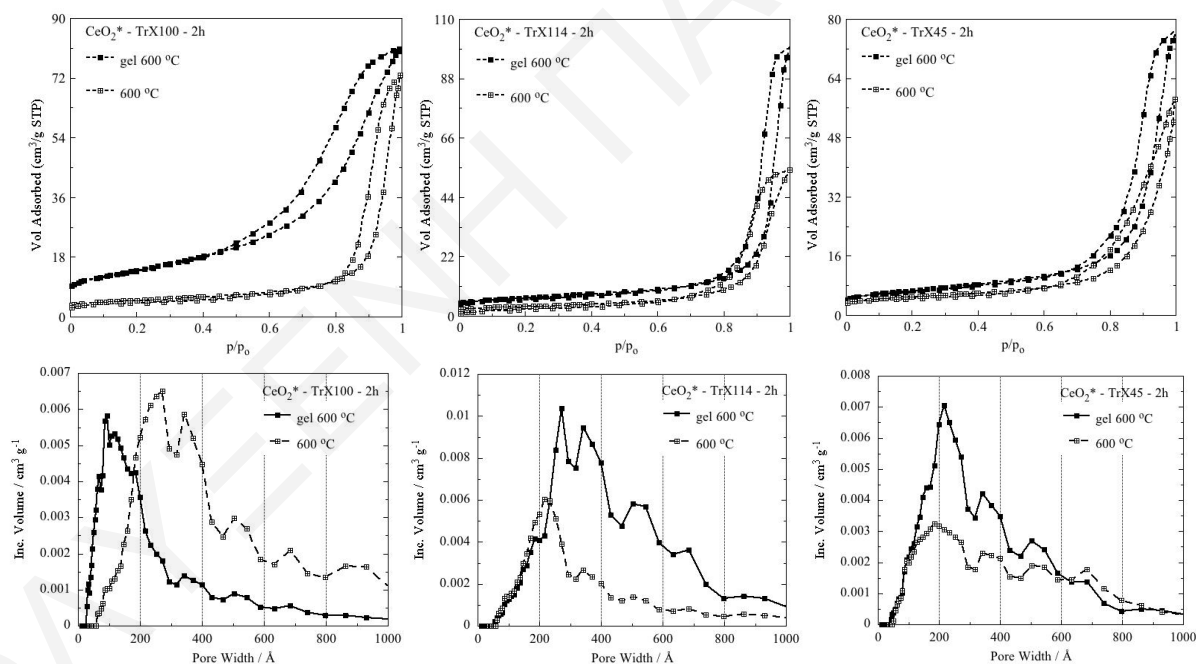 CeO2* - TrX100 - 2h
gel 600 °C
600 °C
Vol Adsorbed (cm3/g STP)
90
72
54
36
18
0
0 0.2 0.4 0.6 0.8 1
p/po
CeO2* - TrX114 - 2h
gel 600 °C
600 °C
Vol Adsorbed (cm3/g STP)
110
88
66
44
22
0
0 0.2 0.4 0.6 0.8 1
p/po
CeO2* - TrX45 - 2h
gel 600 °C
600 °C
Vol Adsorbed (cm3/g STP)
80
64
48
32
16
0
0 0.2 0.4 0.6 0.8 1
p/po
CeO2* - TrX100 - 2h
gel 600 °C
600 °C
Inc. Volume / cm3 g-1
0.007
0.006
0.005
0.004
0.003
0.002
0.001
0
0 200 400 600 800 1000
Pore Width / Å
CeO2* - TrX114 - 2h
gel 600 °C
600 °C
Inc. Volume / cm3 g-1
0.012
0.01
0.008
0.006
0.004
0.002
0
0 200 400 600 800 1000
Pore Width / Å
CeO2* - TrX45 - 2h
gel 600 °C
600 °C
Inc. Volume / cm3 g-1
0.008
0.007
0.006
0.005
0.004
0.003
0.002
0.001
0
0 200 400 600 800 1000
Pore Width / Å